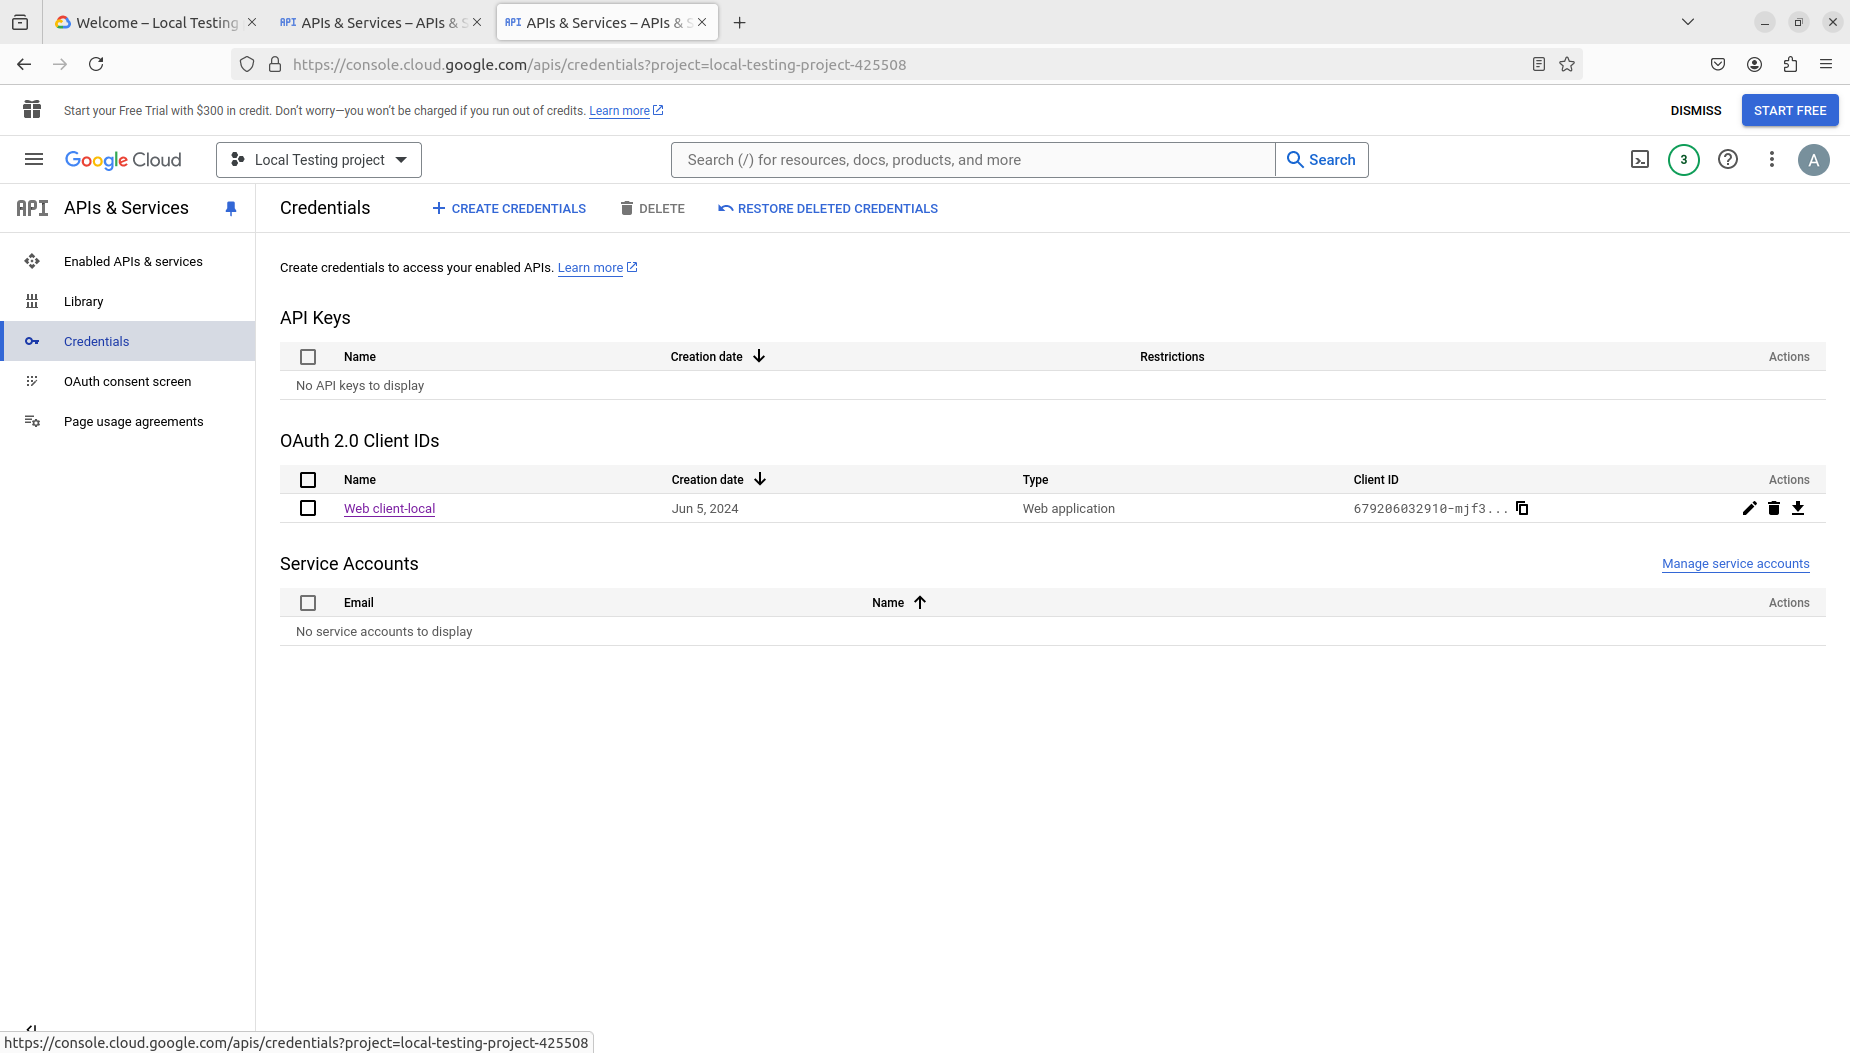 Welcome – Local Testing
APIs & Services – APIs &
APIs & Services – APIs &
https://console.cloud.google.com/apis/credentials?project=local-testing-project-425508
Start your Free Trial with $300 in credit. Don’t worry—you won’t be charged if you run out of credits. Learn more
DISMISS
START FREE
Google Cloud
Local Testing project
Search (/) for resources, docs, products, and more
Search
3
A
API APIs & Services
Credentials
CREATE CREDENTIALS
DELETE
RESTORE DELETED CREDENTIALS
Enabled APIs & services
Library
Credentials
OAuth consent screen
Page usage agreements
Create credentials to access your enabled APIs. Learn more
API Keys
Name Creation date Restrictions Actions
No API keys to display
OAuth 2.0 Client IDs
Name Creation date Type Client ID Actions
Web client-local Jun 5, 2024 Web application 679206032910-mjf3...
Service Accounts
Manage service accounts
Email Name Actions
No service accounts to display
https://console.cloud.google.com/apis/credentials?project=local-testing-project-425508